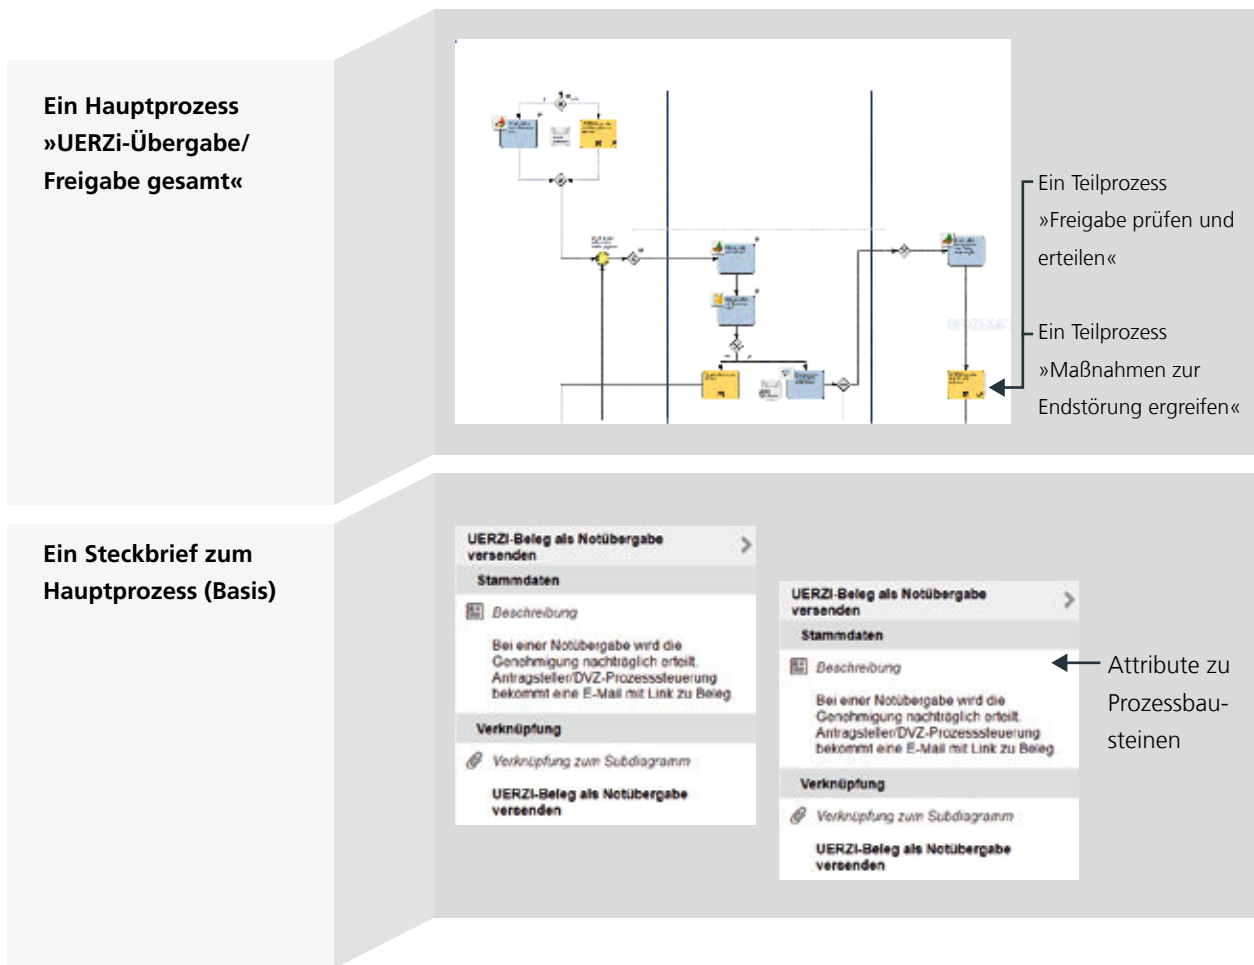 Ein Hauptprozess
»UERZi-Übergabe/
Freigabe gesamt«
Ein Teilprozess
»Freigabe prüfen und
erteilen«
Ein Teilprozess
»Maßnahmen zur
Endstörung ergreifen«
Ein Steckbrief zum
Hauptprozess (Basis)
UERZI-Beleg als Notübergabe
versenden
Stammdaten
Beschreibung
Bei einer Notübergabe wird die
Genehmigung nachträglich erteilt.
Antragsteller/DVZ-Prozesssteuerung
bekommt eine E-Mail mit Link zu Beleg.
Verknüpfung
Verknüpfung zum Subdiagramm
UERZI-Beleg als Notübergabe
versenden
UERZI-Beleg als Notübergabe
versenden
Stammdaten
Beschreibung
Bei einer Notübergabe wird die
Genehmigung nachträglich erteilt.
Antragsteller/DVZ-Prozesssteuerung
bekommt eine E-Mail mit Link zu Beleg.
Verknüpfung
Verknüpfung zum Subdiagramm
UERZI-Beleg als Notübergabe
versenden
Attribute zu
Prozessbau-
steinen